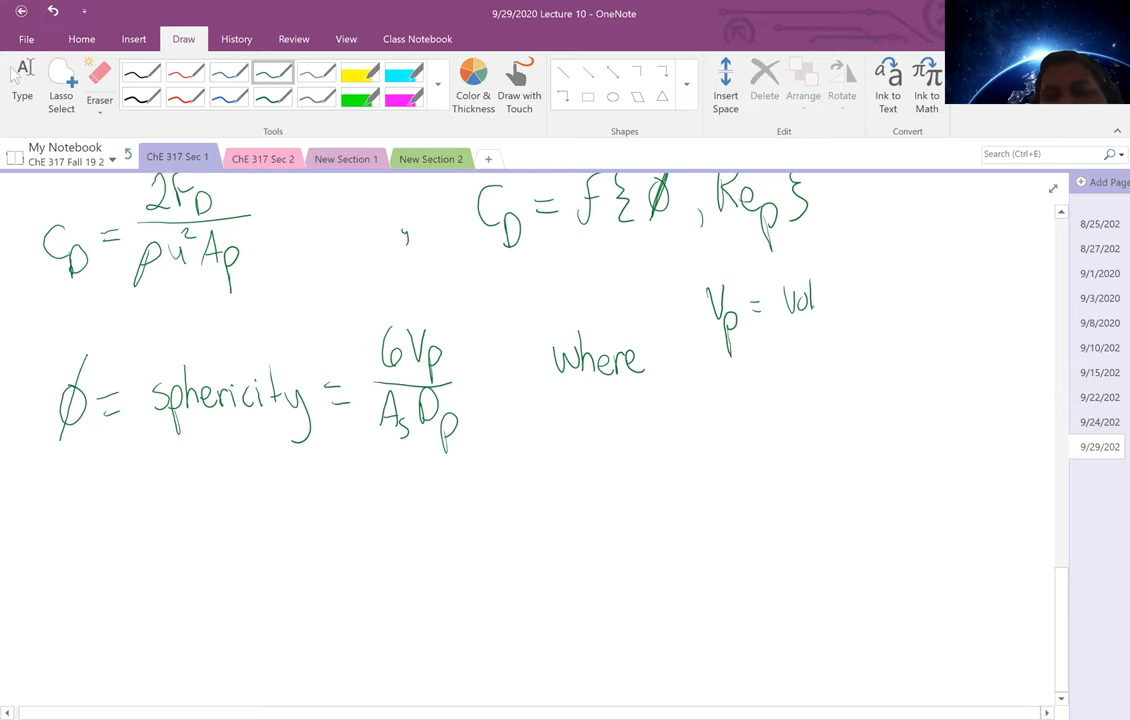 9/29/2020 Lecture 10 - OneNote
File Home Insert Draw History Review View Class Notebook
Type Lasso Select Eraser Color & Thickness Draw with Touch Insert Space Delete Arrange Rotate Ink to Text Ink to Math
Tools Shapes Edit Convert
My Notebook
ChE 317 Fall 19 2
ChE 317 Sec 1 ChE 317 Sec 2 New Section 1 New Section 2 +
Search (Ctrl+E)
Add Page
8/25/202
8/27/202
9/1/2020
9/3/2020
9/8/2020
9/10/202
9/15/202
9/22/202
9/24/202
9/29/202
C_D = 2F_D / ρu²A_p , C_D = f{ϕ, Re_p}
V_p = vol
ϕ = sphericity = 6V_p / A_s D_p where